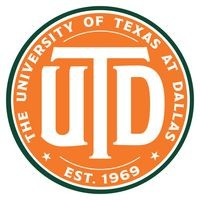 THE UNIVERSITY OF TEXAS AT DALLAS
UTD
EST. 1969